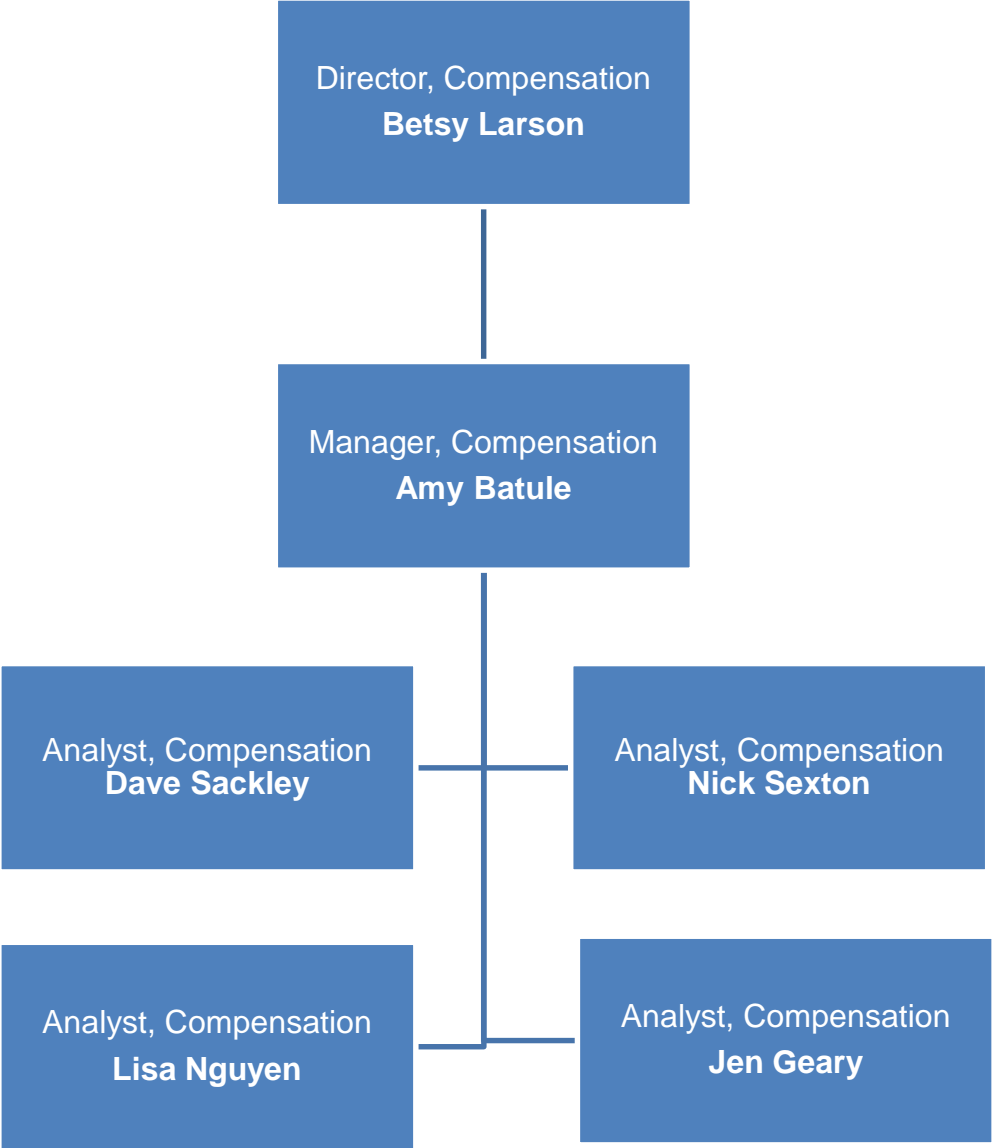 Director, Compensation
Betsy Larson
Manager, Compensation
Amy Batule
Analyst, Compensation
Dave Sackley
Analyst, Compensation
Nick Sexton
Analyst, Compensation
Lisa Nguyen
Analyst, Compensation
Jen Geary